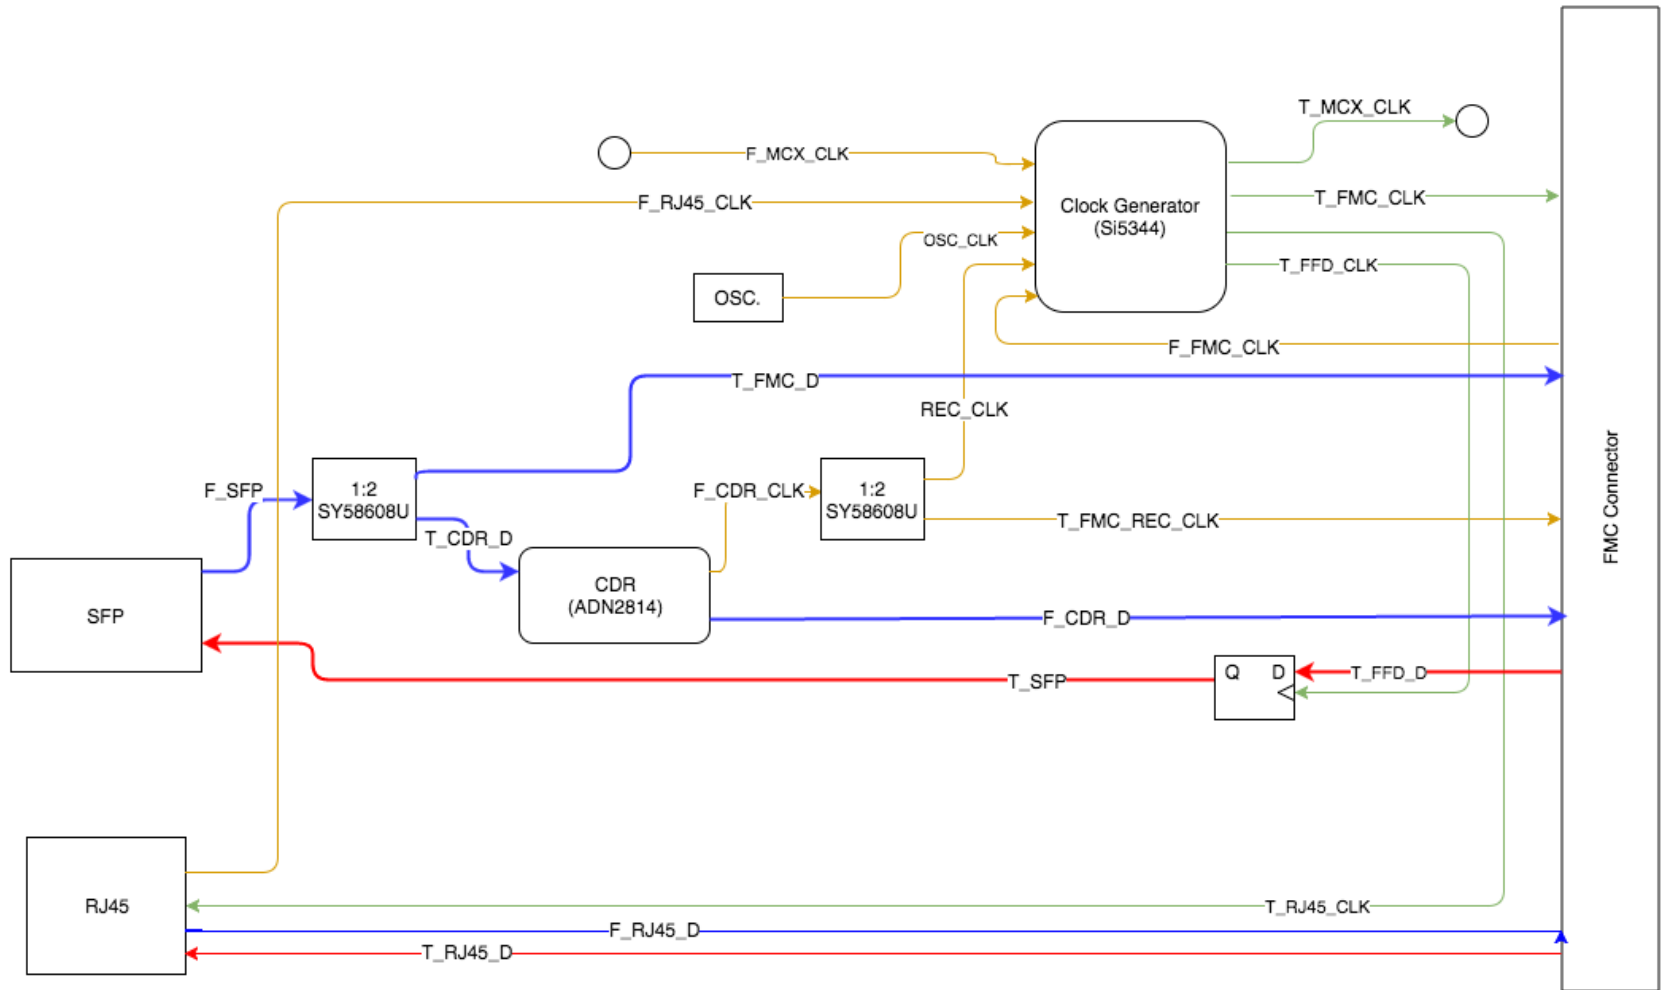 T_MCX_CLK
F_MCX_CLK
F_RJ45_CLK
Clock Generator
(Si5344)
T_FMC_CLK
OSC_CLK
T_FFD_CLK
OSC.
F_FMC_CLK
T_FMC_D
REC_CLK
F_SFP
1:2
SY58608U
T_CDR_D
F_CDR_CLK
1:2
SY58608U
T_FMC_REC_CLK
FMC Connector
SFP
CDR
(ADN2814)
F_CDR_D
T_SFP
Q D
T_FFD_D
RJ45
T_RJ45_CLK
F_RJ45_D
T_RJ45_D